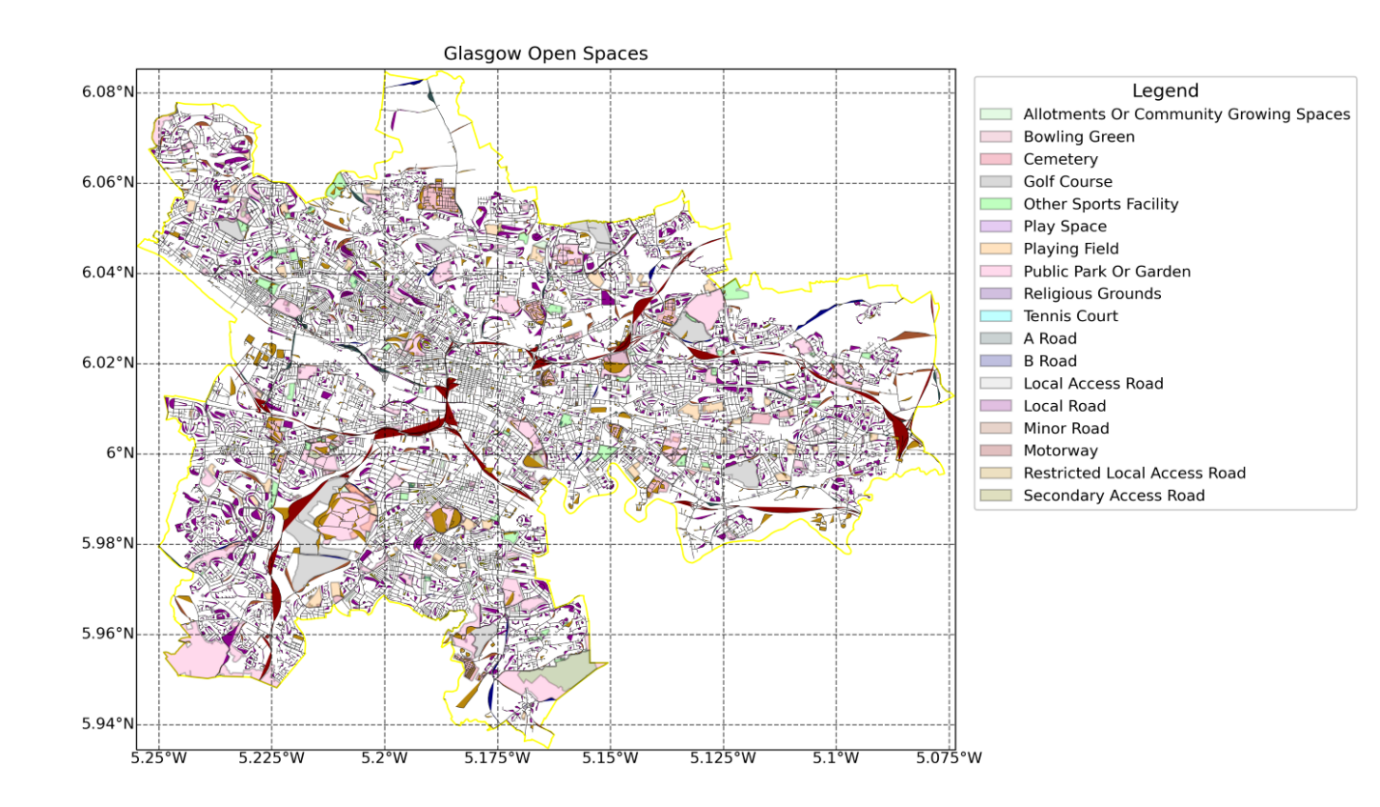 Glasgow Open Spaces
6.08°N
6.06°N
6.04°N
6.02°N
6°N
5.98°N
5.96°N
5.94°N
5.25°W 5.225°W 5.2°W 5.175°W 5.15°W 5.125°W 5.1°W 5.075°W
Legend
Allotments Or Community Growing Spaces
Bowling Green
Cemetery
Golf Course
Other Sports Facility
Play Space
Playing Field
Public Park Or Garden
Religious Grounds
Tennis Court
A Road
B Road
Local Access Road
Local Road
Minor Road
Motorway
Restricted Local Access Road
Secondary Access Road